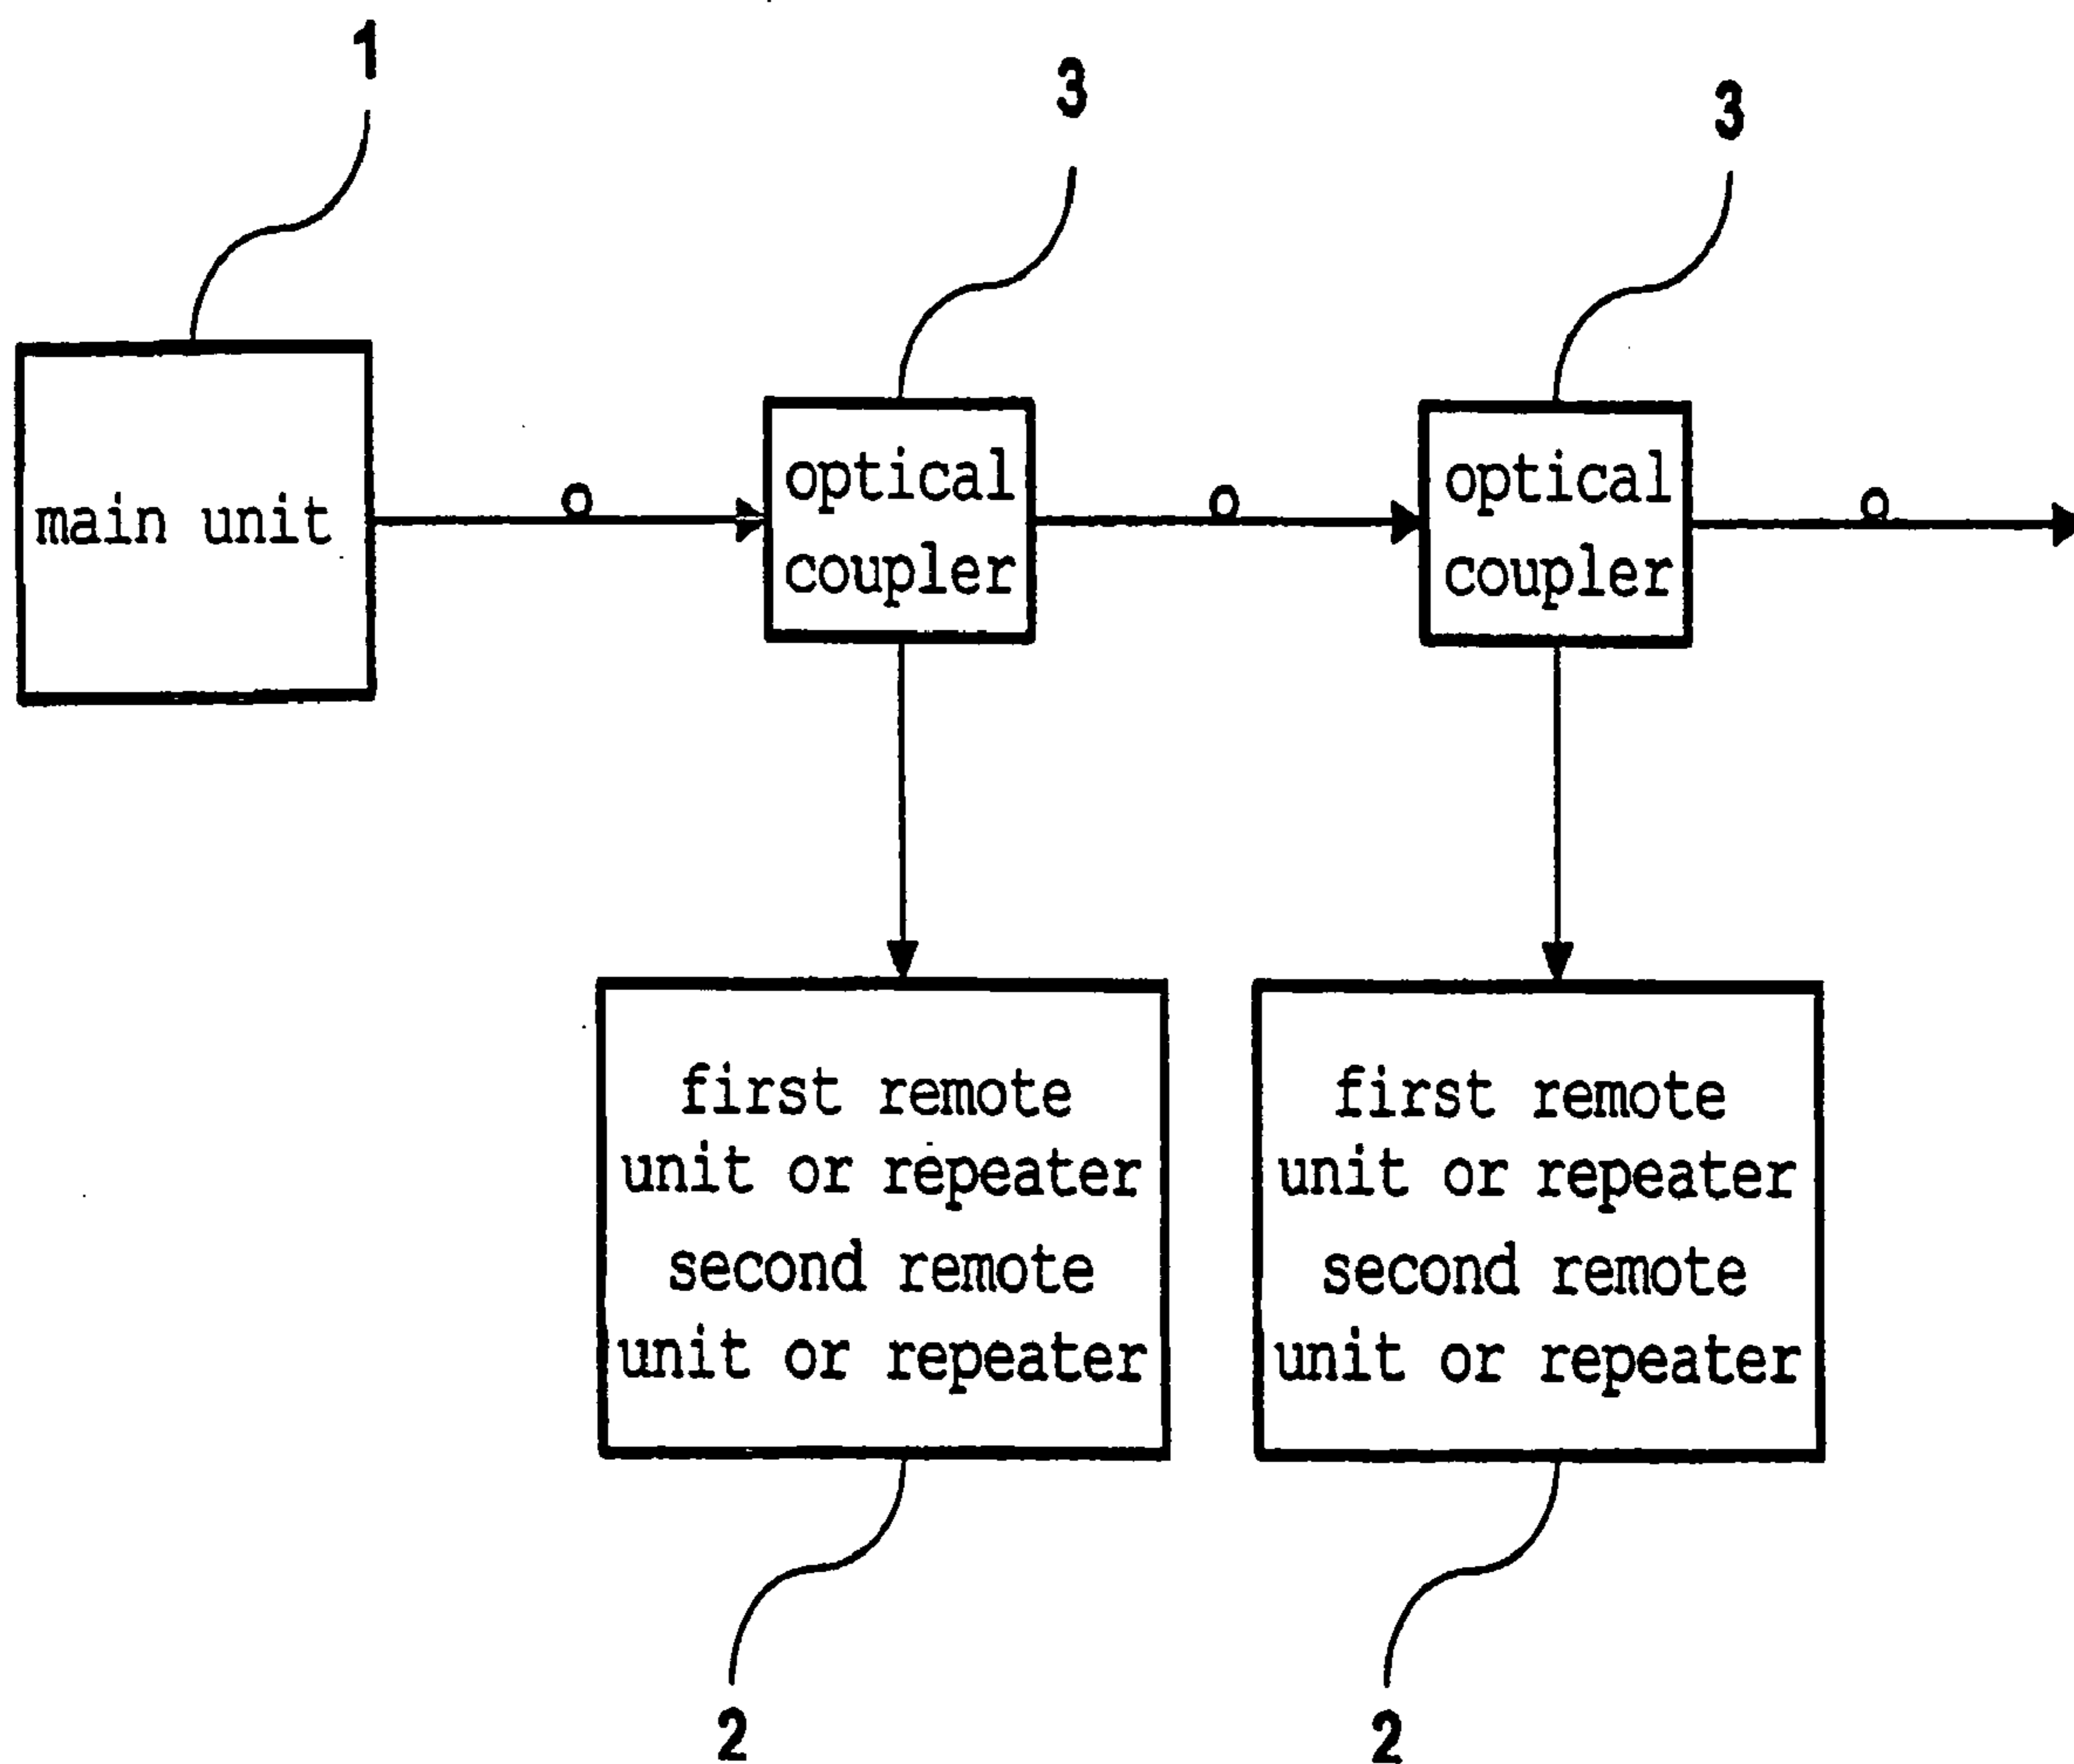 1
3
3
main unit
optical
coupler
optical
coupler
first remote
unit or repeater
second remote
unit or repeater
first remote
unit or repeater
second remote
unit or repeater
2
2